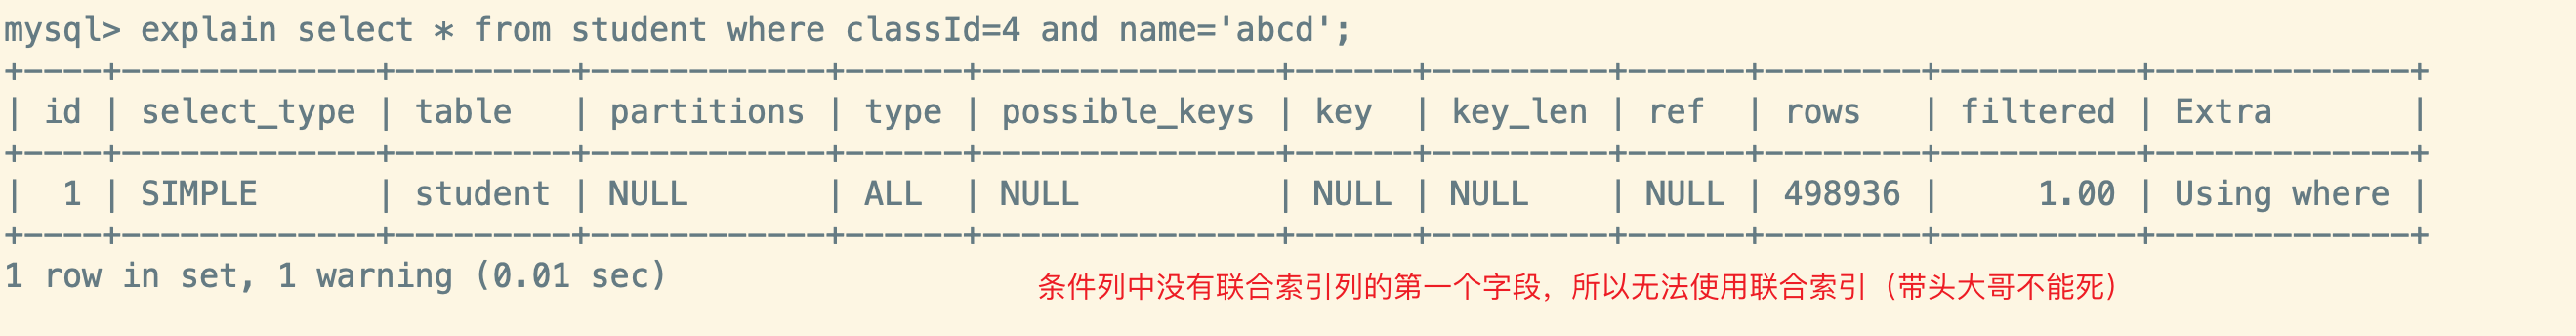 mysql> explain select * from student where classId=4 and name='abcd';
+----+-------------+---------+------------+------+---------------+------+---------+------+--------+----------+-------------+
| id | select_type | table   | partitions | type | possible_keys | key  | key_len | ref  | rows   | filtered | Extra       |
+----+-------------+---------+------------+------+---------------+------+---------+------+--------+----------+-------------+
|  1 | SIMPLE      | student | NULL       | ALL  | NULL          | NULL | NULL    | NULL | 498936 |     1.00 | Using where |
+----+-------------+---------+------------+------+---------------+------+---------+------+--------+----------+-------------+
1 row in set, 1 warning (0.01 sec)
条件列中没有联合索引列的第一个字段，所以无法使用联合索引（带头大哥不能死）